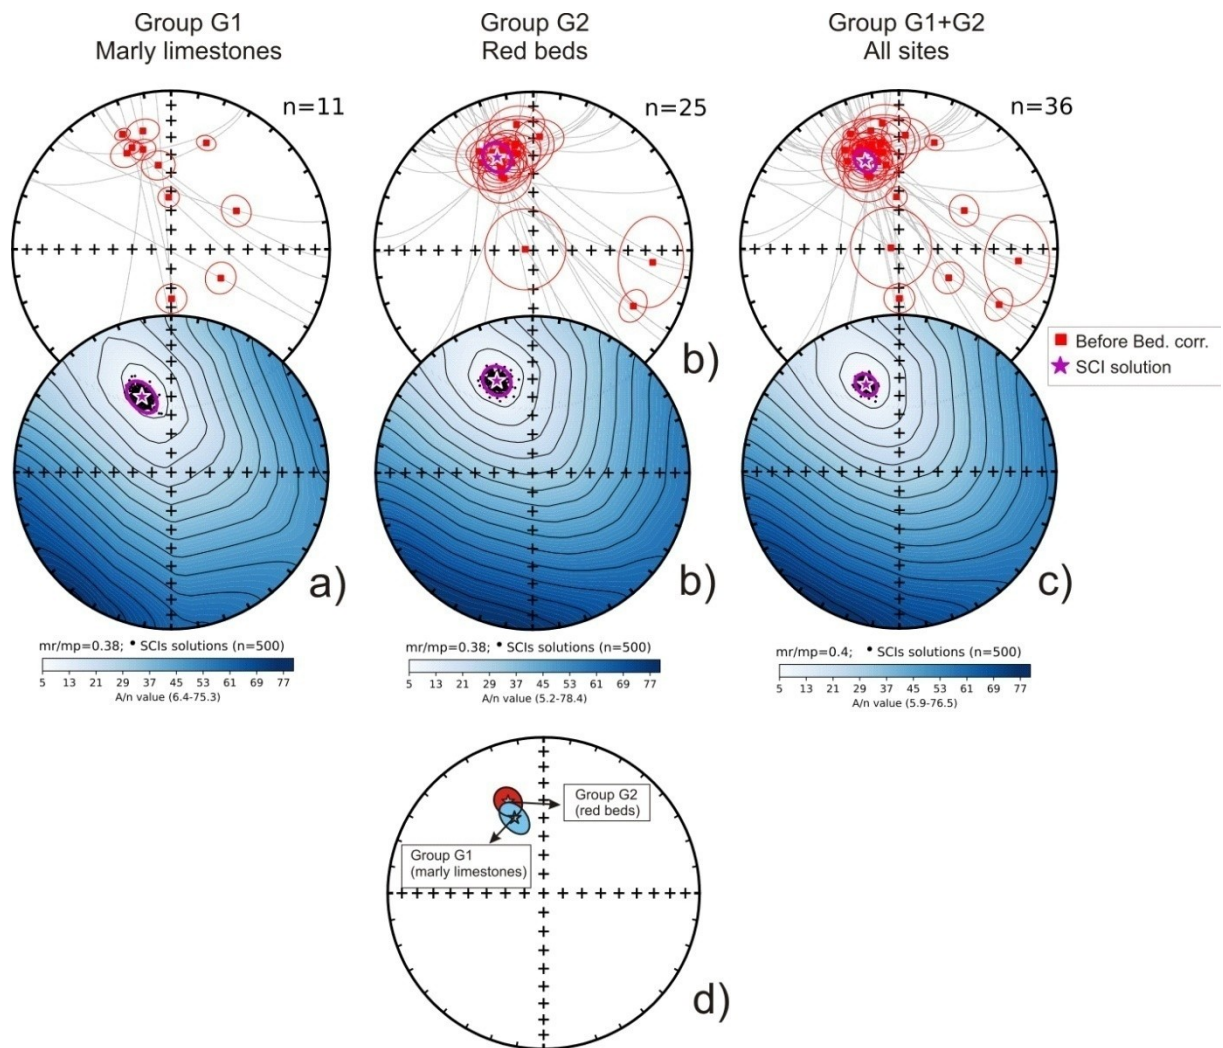 Group G1
Marly limestones
Group G2
Red beds
Group G1+G2
All sites
n=11
n=25
n=36
b)
Before Bed. corr.
SCI solution
a)
b)
c)
mr/mp=0.38; • SCIs solutions (n=500)
5 13 21 29 37 45 53 61 69 77
A/n value (6.4-75.3)
mr/mp=0.38; • SCIs solutions (n=500)
5 13 21 29 37 45 53 61 69 77
A/n value (5.2-78.4)
mr/mp=0.4; • SCIs solutions (n=500)
5 13 21 29 37 45 53 61 69 77
A/n value (5.9-76.5)
Group G2
(red beds)
Group G1
(marly limestones)
d)